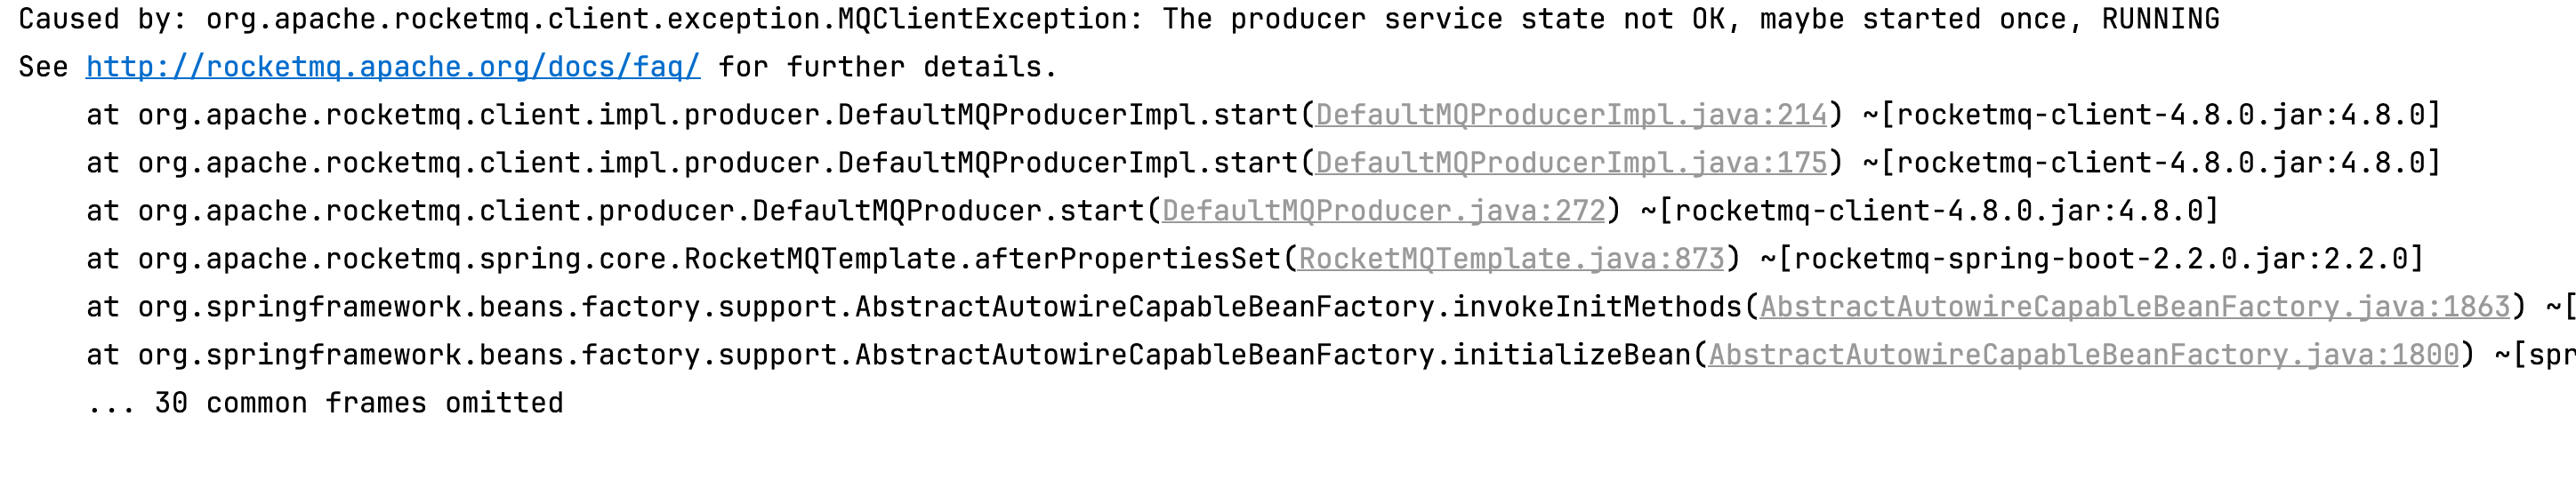 Caused by: org.apache.rocketmq.client.exception.MQClientException: The producer service state not OK, maybe started once, RUNNING
See http://rocketmq.apache.org/docs/faq/ for further details.
at org.apache.rocketmq.client.impl.producer.DefaultMQProducerImpl.start(DefaultMQProducerImpl.java:214) ~[rocketmq-client-4.8.0.jar:4.8.0]
at org.apache.rocketmq.client.impl.producer.DefaultMQProducerImpl.start(DefaultMQProducerImpl.java:175) ~[rocketmq-client-4.8.0.jar:4.8.0]
at org.apache.rocketmq.client.producer.DefaultMQProducer.start(DefaultMQProducer.java:272) ~[rocketmq-client-4.8.0.jar:4.8.0]
at org.apache.rocketmq.spring.core.RocketMQTemplate.afterPropertiesSet(RocketMQTemplate.java:873) ~[rocketmq-spring-boot-2.2.0.jar:2.2.0]
at org.springframework.beans.factory.support.AbstractAutowireCapableBeanFactory.invokeInitMethods(AbstractAutowireCapableBeanFactory.java:1863) ~[
at org.springframework.beans.factory.support.AbstractAutowireCapableBeanFactory.initializeBean(AbstractAutowireCapableBeanFactory.java:1800) ~[spr
... 30 common frames omitted